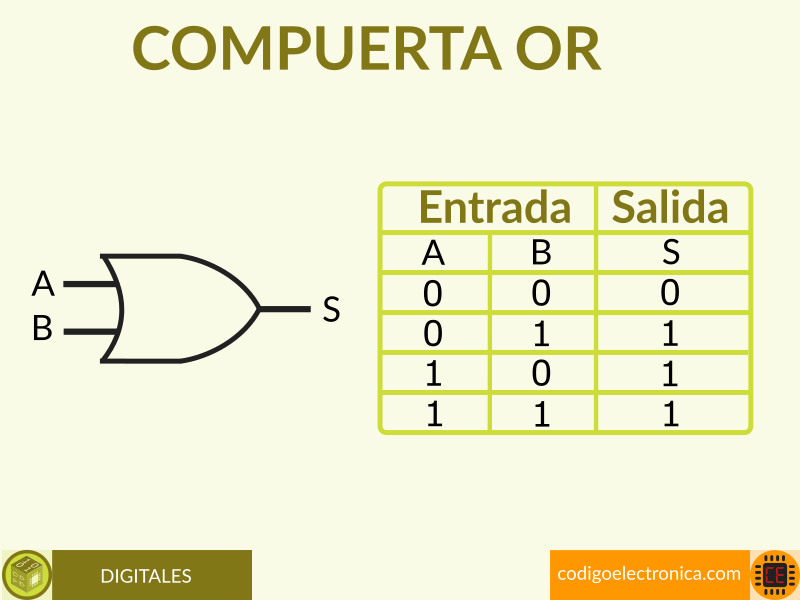 COMPUERTA OR
Entrada Salida
A B S
0 0 0
0 1 1
1 0 1
1 1 1
A
B
S
DIGITALES
codigoelectronica.com
CE